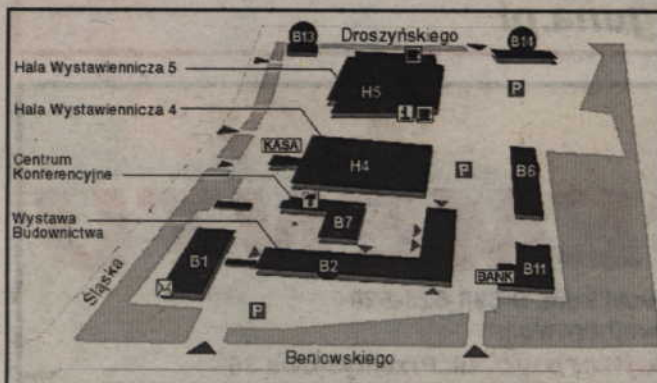 Droszyńskiego
B13
B14
Hala Wystawiennicza 5
H5
P
i
Hala Wystawiennicza 4
KASA
H4
P
B6
Centrum
Konferencyjne
B7
Wystawa
Budownictwa
B1
B2
B11
BANK
Śląska
P
Beniowskiego